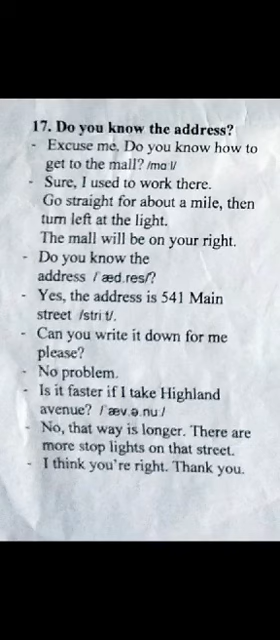 17. Do you know the address?
- Excuse me. Do you know how to
get to the mall? /mɑːl/
- Sure, I used to work there.
Go straight for about a mile, then
turn left at the light.
The mall will be on your right.
- Do you know the
address /ˈæd.res/?
- Yes, the address is 541 Main
street /striːt/.
- Can you write it down for me
please?
- No problem.
- Is it faster if I take Highland
avenue? /ˈæv.ə.nuː/
- No, that way is longer. There are
more stop lights on that street.
- I think you're right. Thank you.